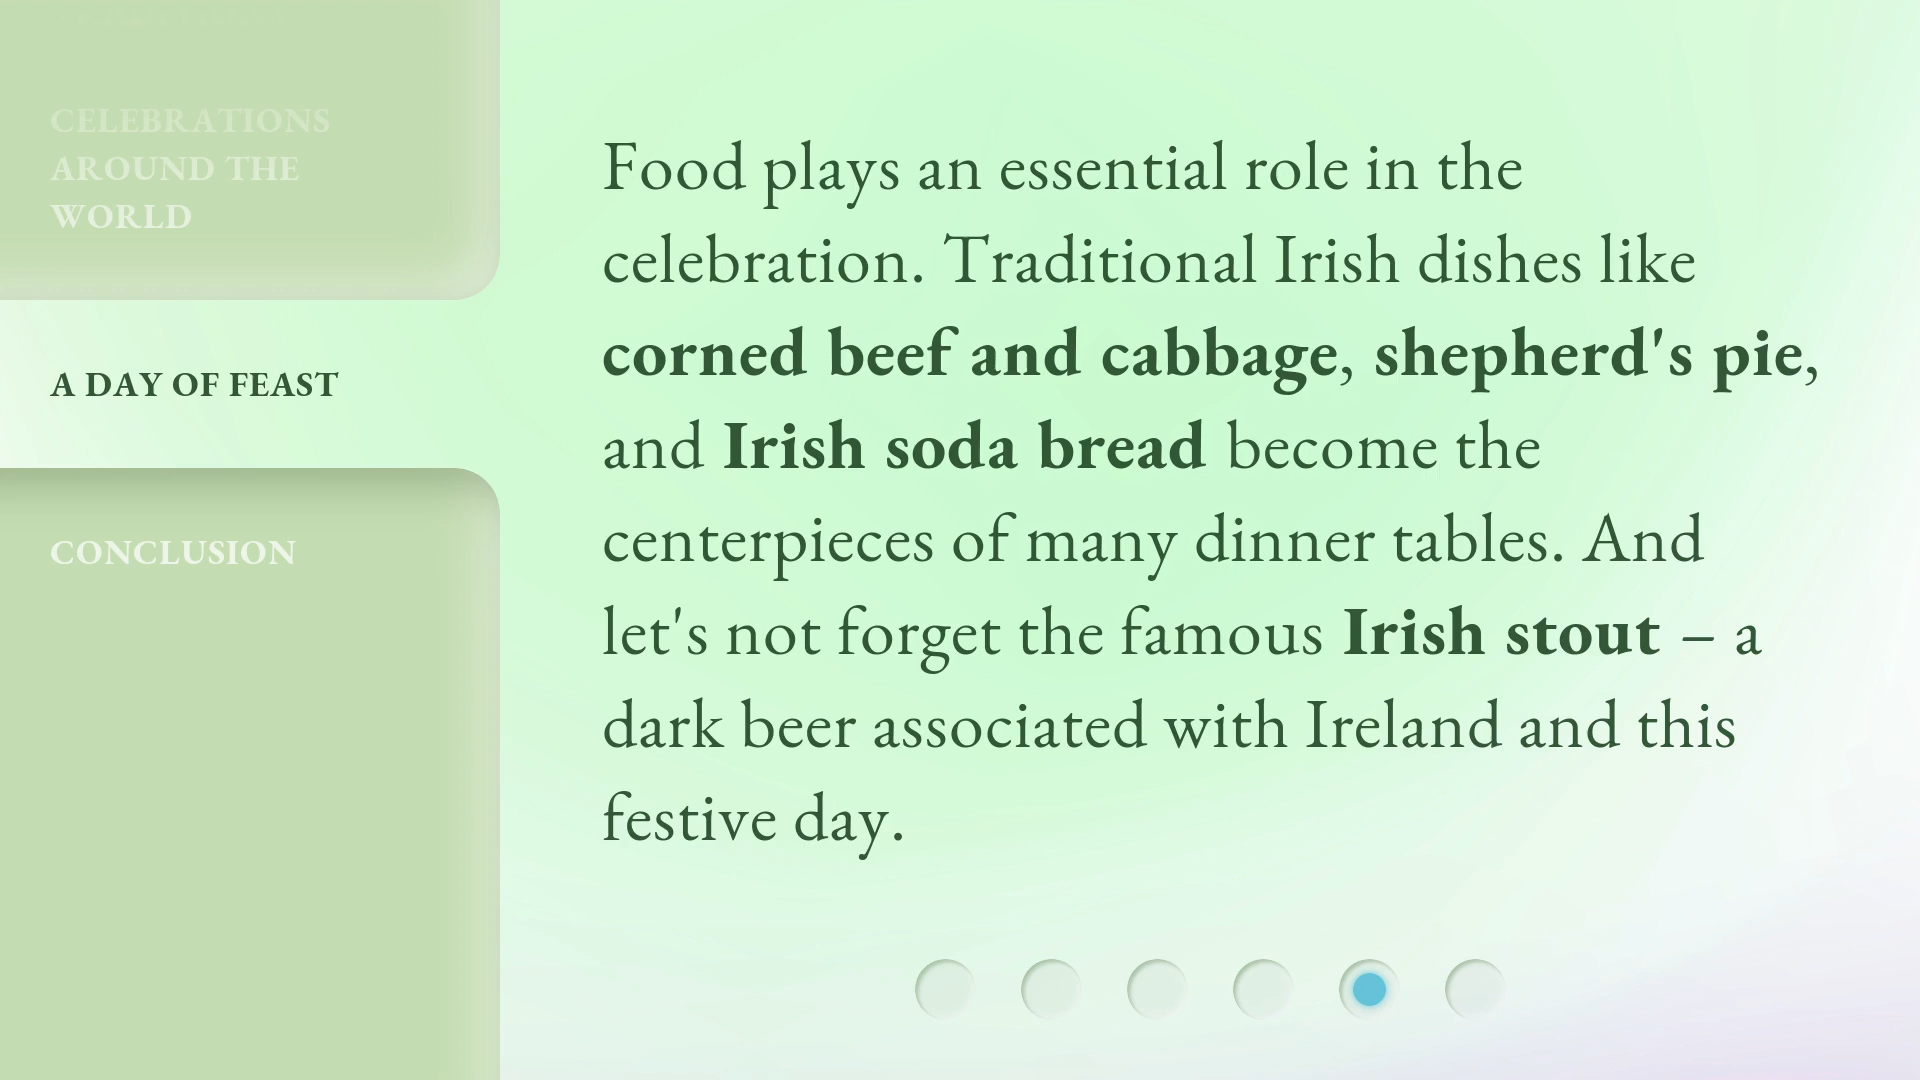 CELEBRATIONS
AROUND THE
WORLD
A DAY OF FEAST
CONCLUSION
Food plays an essential role in the
celebration. Traditional Irish dishes like
corned beef and cabbage, shepherd's pie,
and Irish soda bread become the
centerpieces of many dinner tables. And
let's not forget the famous Irish stout – a
dark beer associated with Ireland and this
festive day.